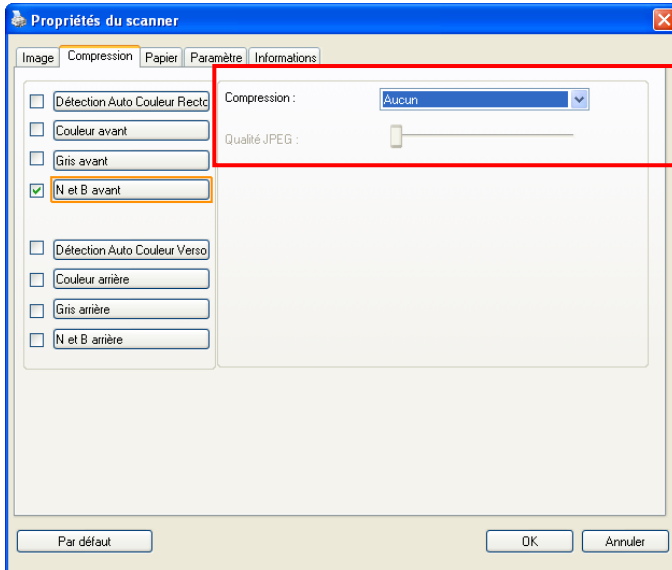 Propriétés du scanner
Image Compression Papier Paramètre Informations
Détection Auto Couleur Recto
Compression :
Aucun
Couleur avant
Qualité JPEG :
Gris avant
N et B avant
Détection Auto Couleur Verso
Couleur arrière
Gris arrière
N et B arrière
Par défaut
OK
Annuler